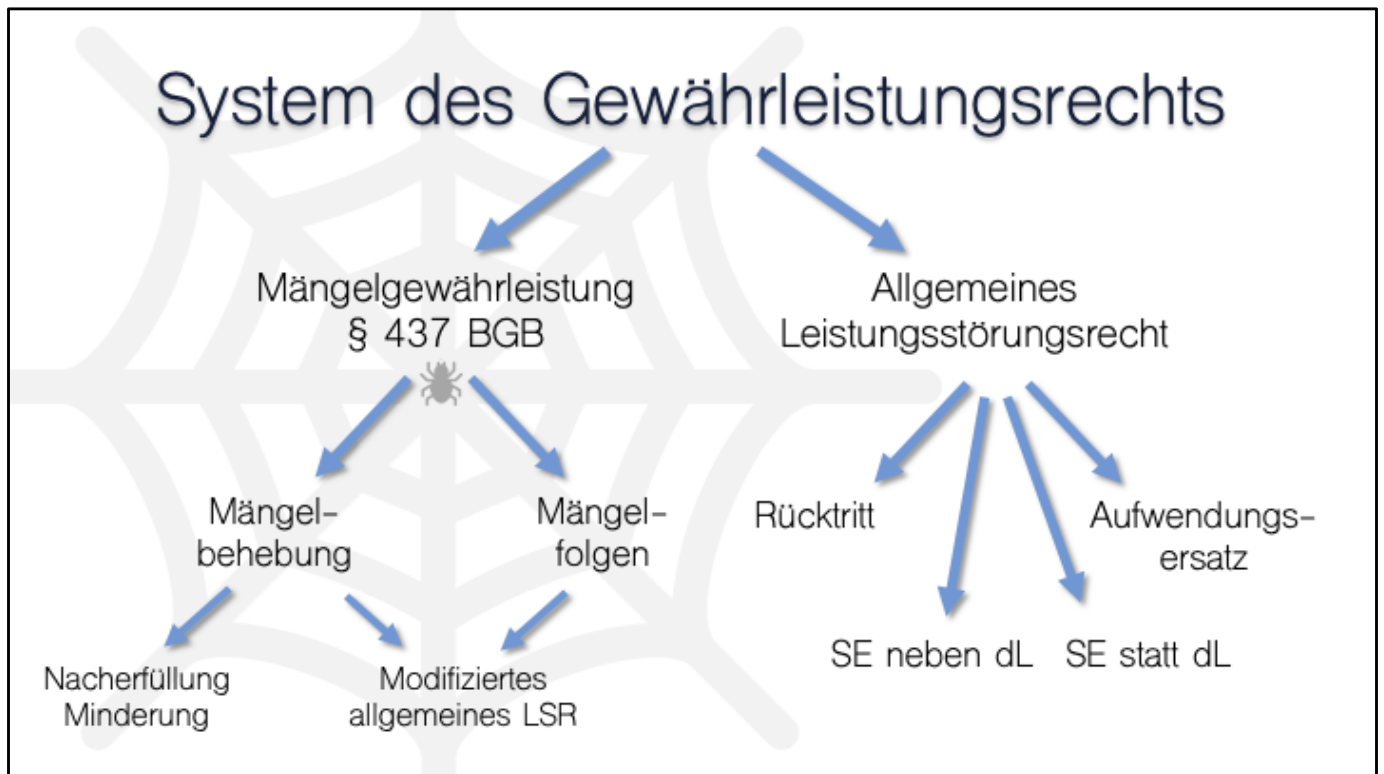 System des Gewährleistungsrechts
Mängelgewährleistung
§ 437 BGB
Allgemeines
Leistungsstörungsrecht
Mängel-
behebung
Mängel-
folgen
Rücktritt
Aufwendungs-
ersatz
SE neben dL
SE statt dL
Nacherfüllung
Minderung
Modifiziertes
allgemeines LSR